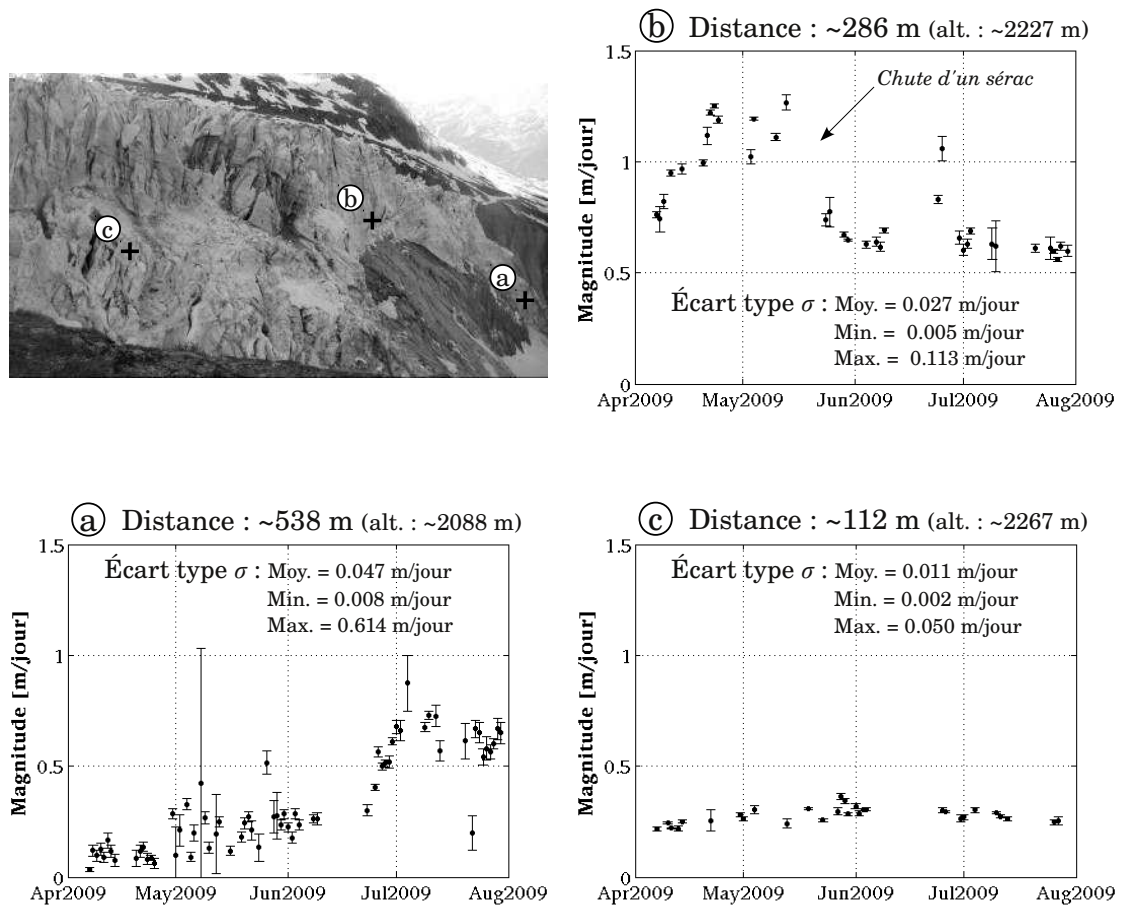 ⓑ Distance : ~286 m (alt. : ~2227 m)
1.5
Chute d'un sérac
1
Magnitude [m/jour]
0.5
Écart type σ : Moy. = 0.027 m/jour
Min. = 0.005 m/jour
Max. = 0.113 m/jour
0
Apr2009 May2009 Jun2009 Jul2009 Aug2009
b
c
a
ⓐ Distance : ~538 m (alt. : ~2088 m)
1.5
Écart type σ : Moy. = 0.047 m/jour
Min. = 0.008 m/jour
Max. = 0.614 m/jour
1
Magnitude [m/jour]
0.5
0
Apr2009 May2009 Jun2009 Jul2009 Aug2009
ⓒ Distance : ~112 m (alt. : ~2267 m)
1.5
Écart type σ : Moy. = 0.011 m/jour
Min. = 0.002 m/jour
Max. = 0.050 m/jour
1
Magnitude [m/jour]
0.5
0
Apr2009 May2009 Jun2009 Jul2009 Aug2009